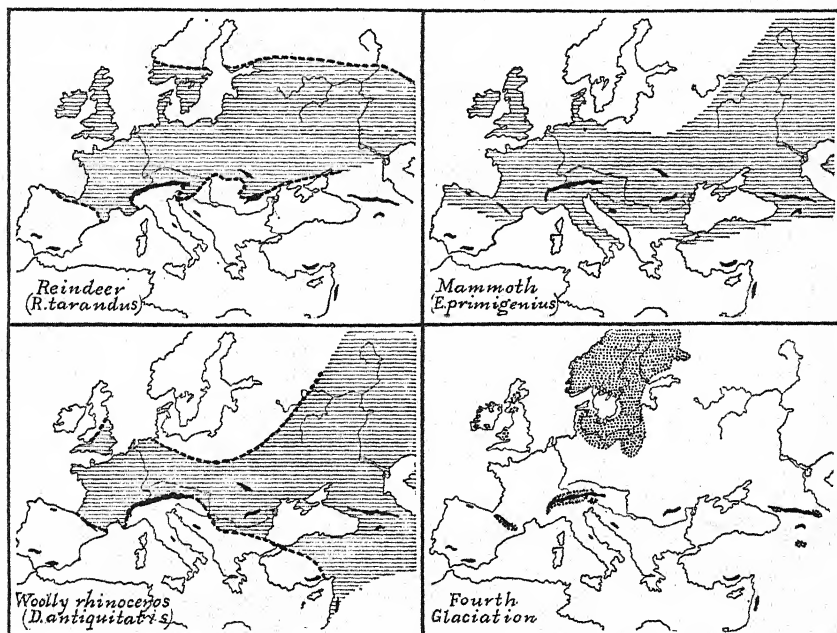 Reindeer
(R. tarandus)
Mammoth
(E. primigenius)
Woolly rhinoceros
(D. antiquitatis)
Fourth
Glaciation